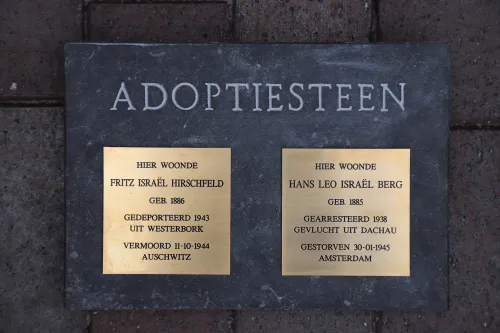 ADOPTIESTEEN
HIER WOONDE
FRITZ ISRAËL HIRSCHFELD
GEB. 1886
GEDEPORTEERD 1943
UIT WESTERBORK
VERMOORD 11-10-1944
AUSCHWITZ
HIER WOONDE
HANS LEO ISRAËL BERG
GEB. 1885
GEARRESTEERD 1938
GEVLUCHT UIT DACHAU
GESTORVEN 30-01-1945
AMSTERDAM